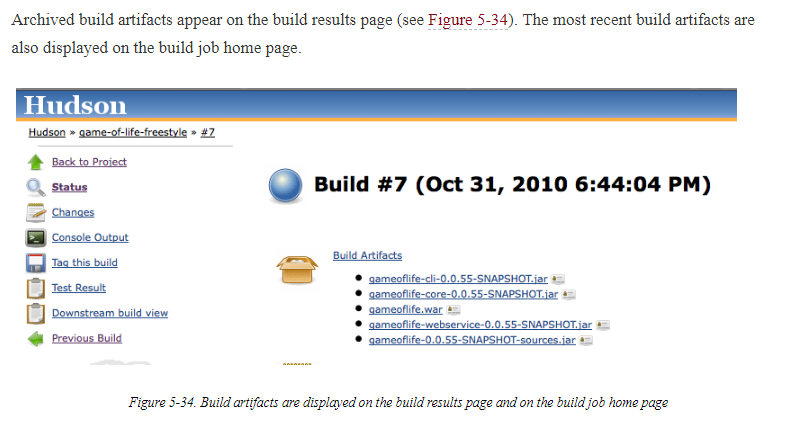 Archived build artifacts appear on the build results page (see Figure 5-34). The most recent build artifacts are
also displayed on the build job home page.
Hudson
Hudson » game-of-life-freestyle » #7
Back to Project
Status
Changes
Console Output
Tag this build
Test Result
Downstream build view
Previous Build
Build #7 (Oct 31, 2010 6:44:04 PM)
Build Artifacts
• gameoflife-cli-0.0.55-SNAPSHOT.jar
• gameoflife-core-0.0.55-SNAPSHOT.jar
• gameoflife.war
• gameoflife-webservice-0.0.55-SNAPSHOT.jar
• gameoflife-0.0.55-SNAPSHOT-sources.jar
Figure 5-34. Build artifacts are displayed on the build results page and on the build job home page